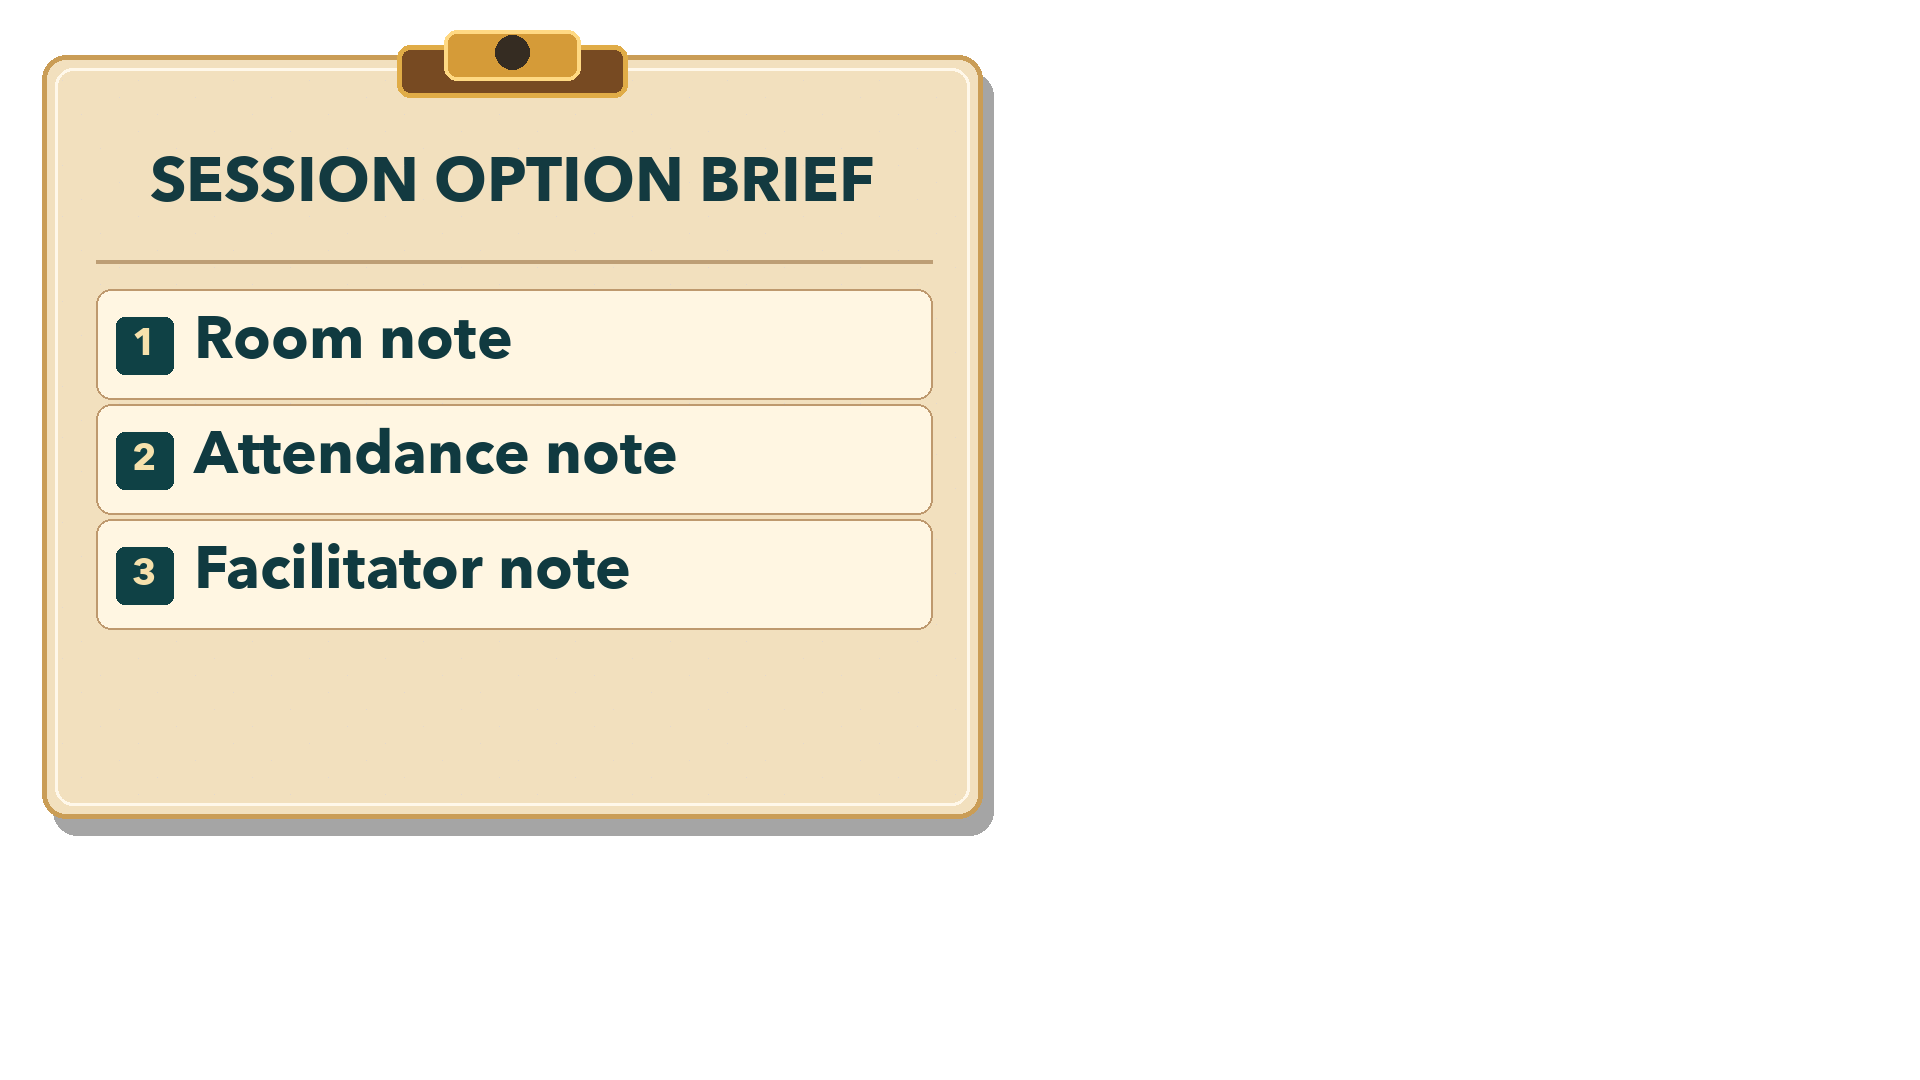 SESSION OPTION BRIEF
1 Room note
2 Attendance note
3 Facilitator note